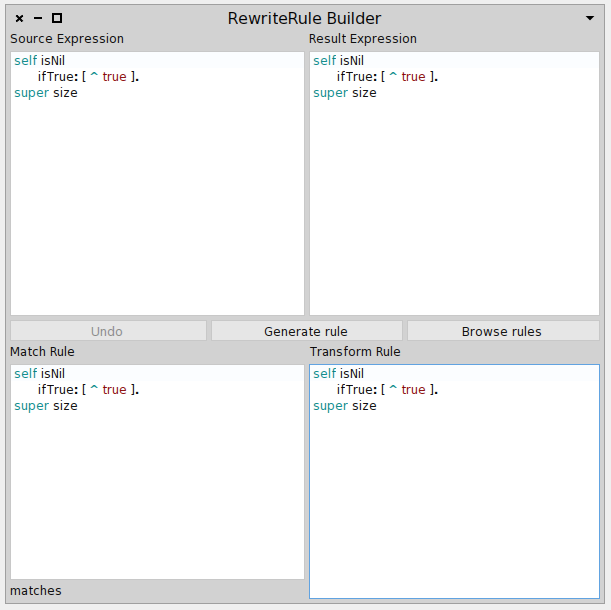 RewriteRule Builder
Source Expression
Result Expression
self isNil
ifTrue: [ ^ true ].
super size
self isNil
ifTrue: [ ^ true ].
super size
Undo
Generate rule
Browse rules
Match Rule
Transform Rule
self isNil
ifTrue: [ ^ true ].
super size
self isNil
ifTrue: [ ^ true ].
super size
matches